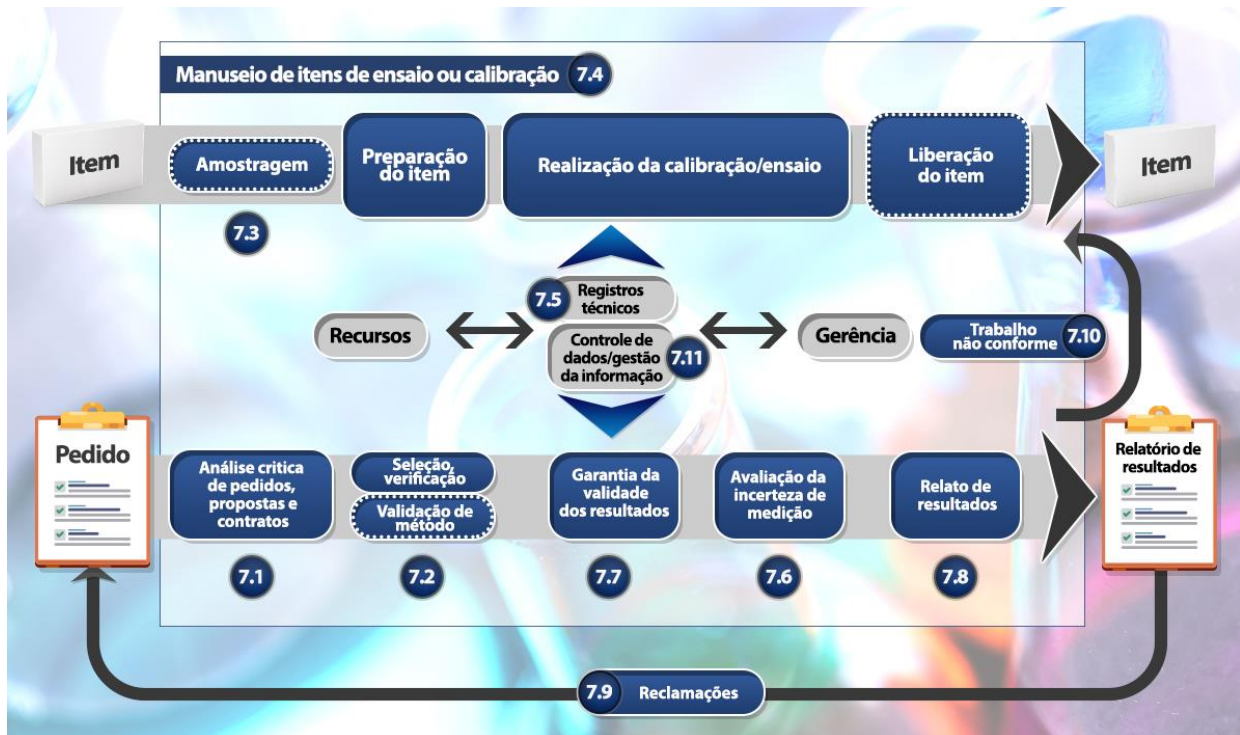 Manuseio de itens de ensaio ou calibração 7.4
Item
Amostragem
7.3
Preparação
do item
Realização da calibração/ensaio
Liberação
do item
Item
7.5
Registros
técnicos
Recursos
Controle de
dados/gestão
da informação
7.11
Gerência
Trabalho
não conforme
7.10
Pedido
Análise critica
de pedidos,
propostas e
contratos
7.1
Seleção,
verificação
Validação de
método
7.2
Garantia da
validade
dos resultados
7.7
Avaliação da
incerteza de
medição
7.6
Relato de
resultados
7.8
Relatório de
resultados
7.9 Reclamações